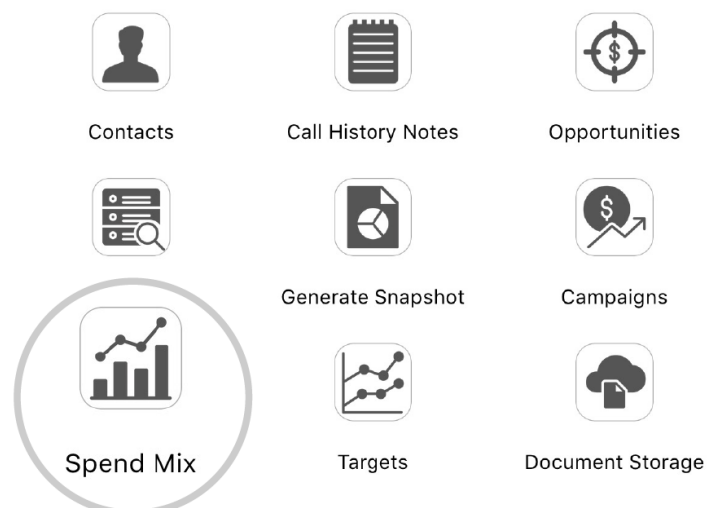 Contacts
Call History Notes
Opportunities
Generate Snapshot
Campaigns
Spend Mix
Targets
Document Storage